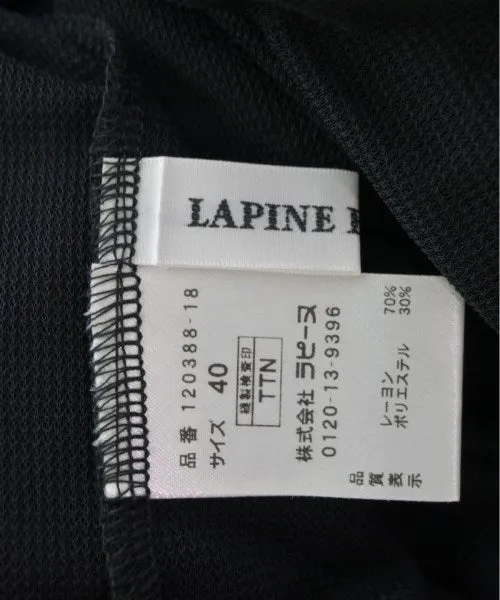 LAPINE
品番 120388-18
サイズ 40
縫製検査印
TTN
株式会社 ラピーヌ
0120-13-9396
品質表示
レーヨン 70%
ポリエステル 30%